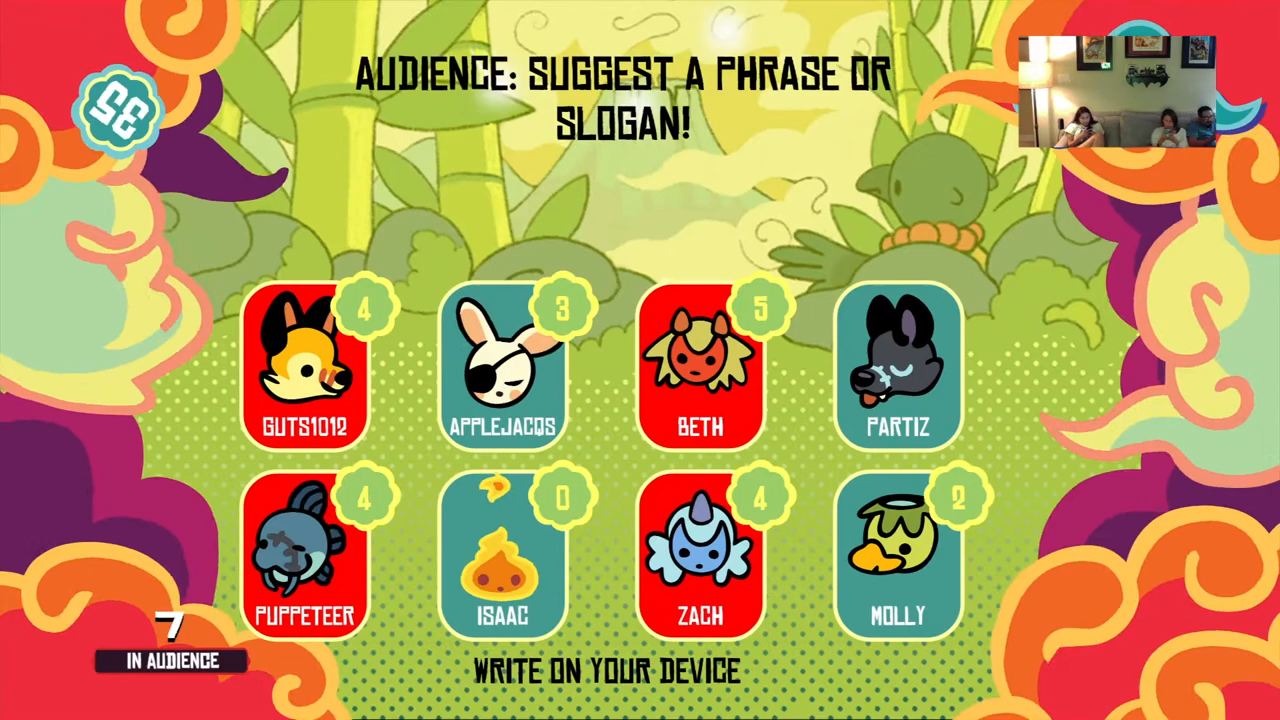 AUDIENCE: SUGGEST A PHRASE OR
SLOGAN!
35
4
3
5
GUTS1012
APPLEJACQS
BETH
PARTIZ
4
0
4
2
PUPPETEER
ISAAC
ZACH
MOLLY
7
IN AUDIENCE
WRITE ON YOUR DEVICE